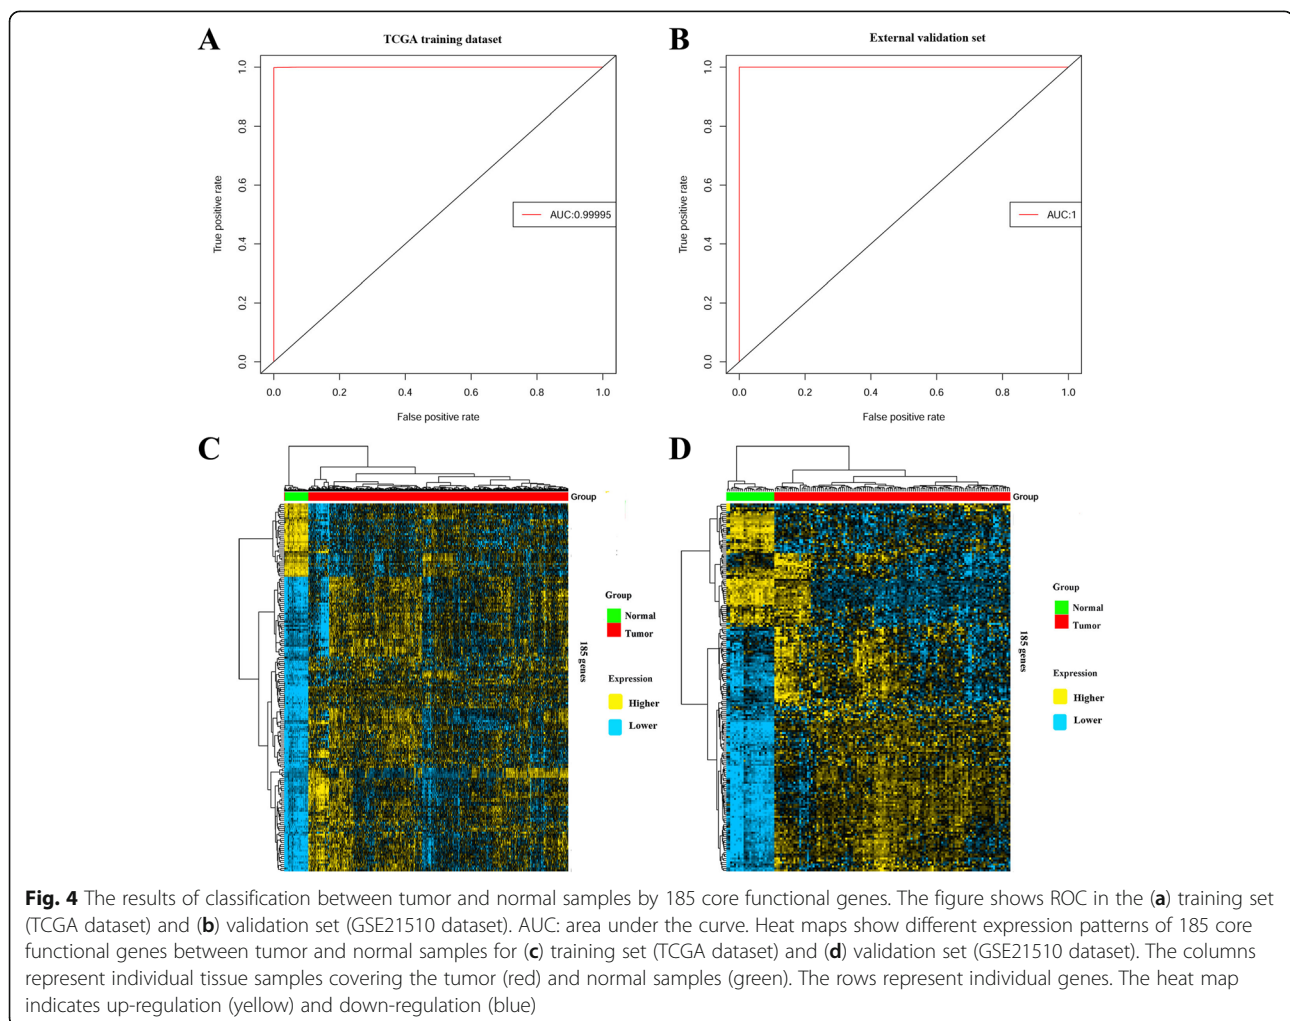 A
TCGA training dataset
True positive rate
1.0
0.8
0.6
0.4
0.2
0.0
AUC:0.99995
0.0 0.2 0.4 0.6 0.8 1.0
False positive rate
B
External validation set
True positive rate
1.0
0.8
0.6
0.4
0.2
0.0
AUC:1
0.0 0.2 0.4 0.6 0.8 1.0
False positive rate
C
Group
Group
Normal
Tumor
185 genes
Expression
Higher
Lower
D
Group
Group
Normal
Tumor
185 genes
Expression
Higher
Lower
Fig. 4 The results of classification between tumor and normal samples by 185 core functional genes. The figure shows ROC in the (a) training set
(TCGA dataset) and (b) validation set (GSE21510 dataset). AUC: area under the curve. Heat maps show different expression patterns of 185 core
functional genes between tumor and normal samples for (c) training set (TCGA dataset) and (d) validation set (GSE21510 dataset). The columns
represent individual tissue samples covering the tumor (red) and normal samples (green). The rows represent individual genes. The heat map
indicates up-regulation (yellow) and down-regulation (blue)